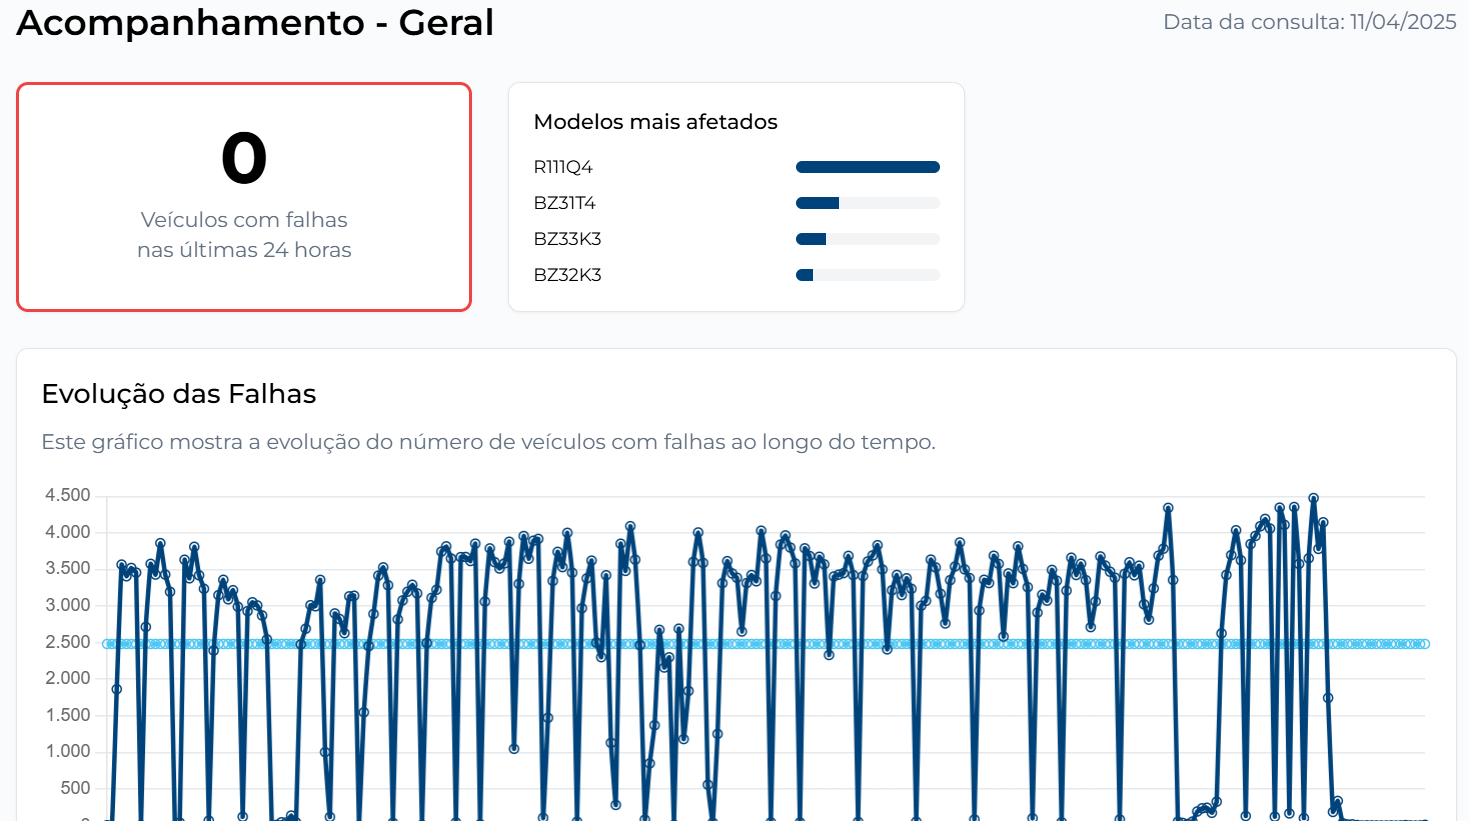 Acompanhamento - Geral
Data da consulta: 11/04/2025
0
Veículos com falhas
nas últimas 24 horas
Modelos mais afetados
R111Q4
BZ31T4
BZ33K3
BZ32K3
Evolução das Falhas
Este gráfico mostra a evolução do número de veículos com falhas ao longo do tempo.
4.500
4.000
3.500
3.000
2.500
2.000
1.500
1.000
500